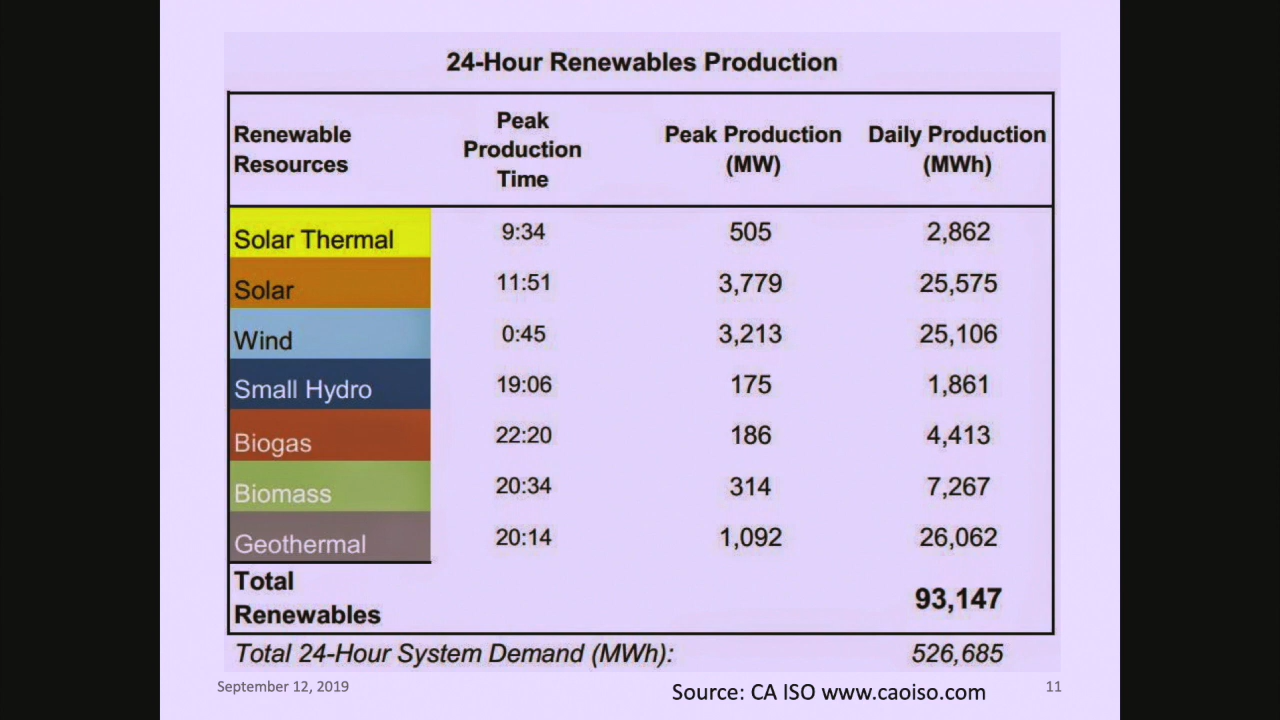 24-Hour Renewables Production
Renewable Resources Peak Production Time Peak Production (MW) Daily Production (MWh)
Solar Thermal 9:34 505 2,862
Solar 11:51 3,779 25,575
Wind 0:45 3,213 25,106
Small Hydro 19:06 175 1,861
Biogas 22:20 186 4,413
Biomass 20:34 314 7,267
Geothermal 20:14 1,092 26,062
Total Renewables 93,147
Total 24-Hour System Demand (MWh): 526,685
September 12, 2019 Source: CA ISO www.caoiso.com 11